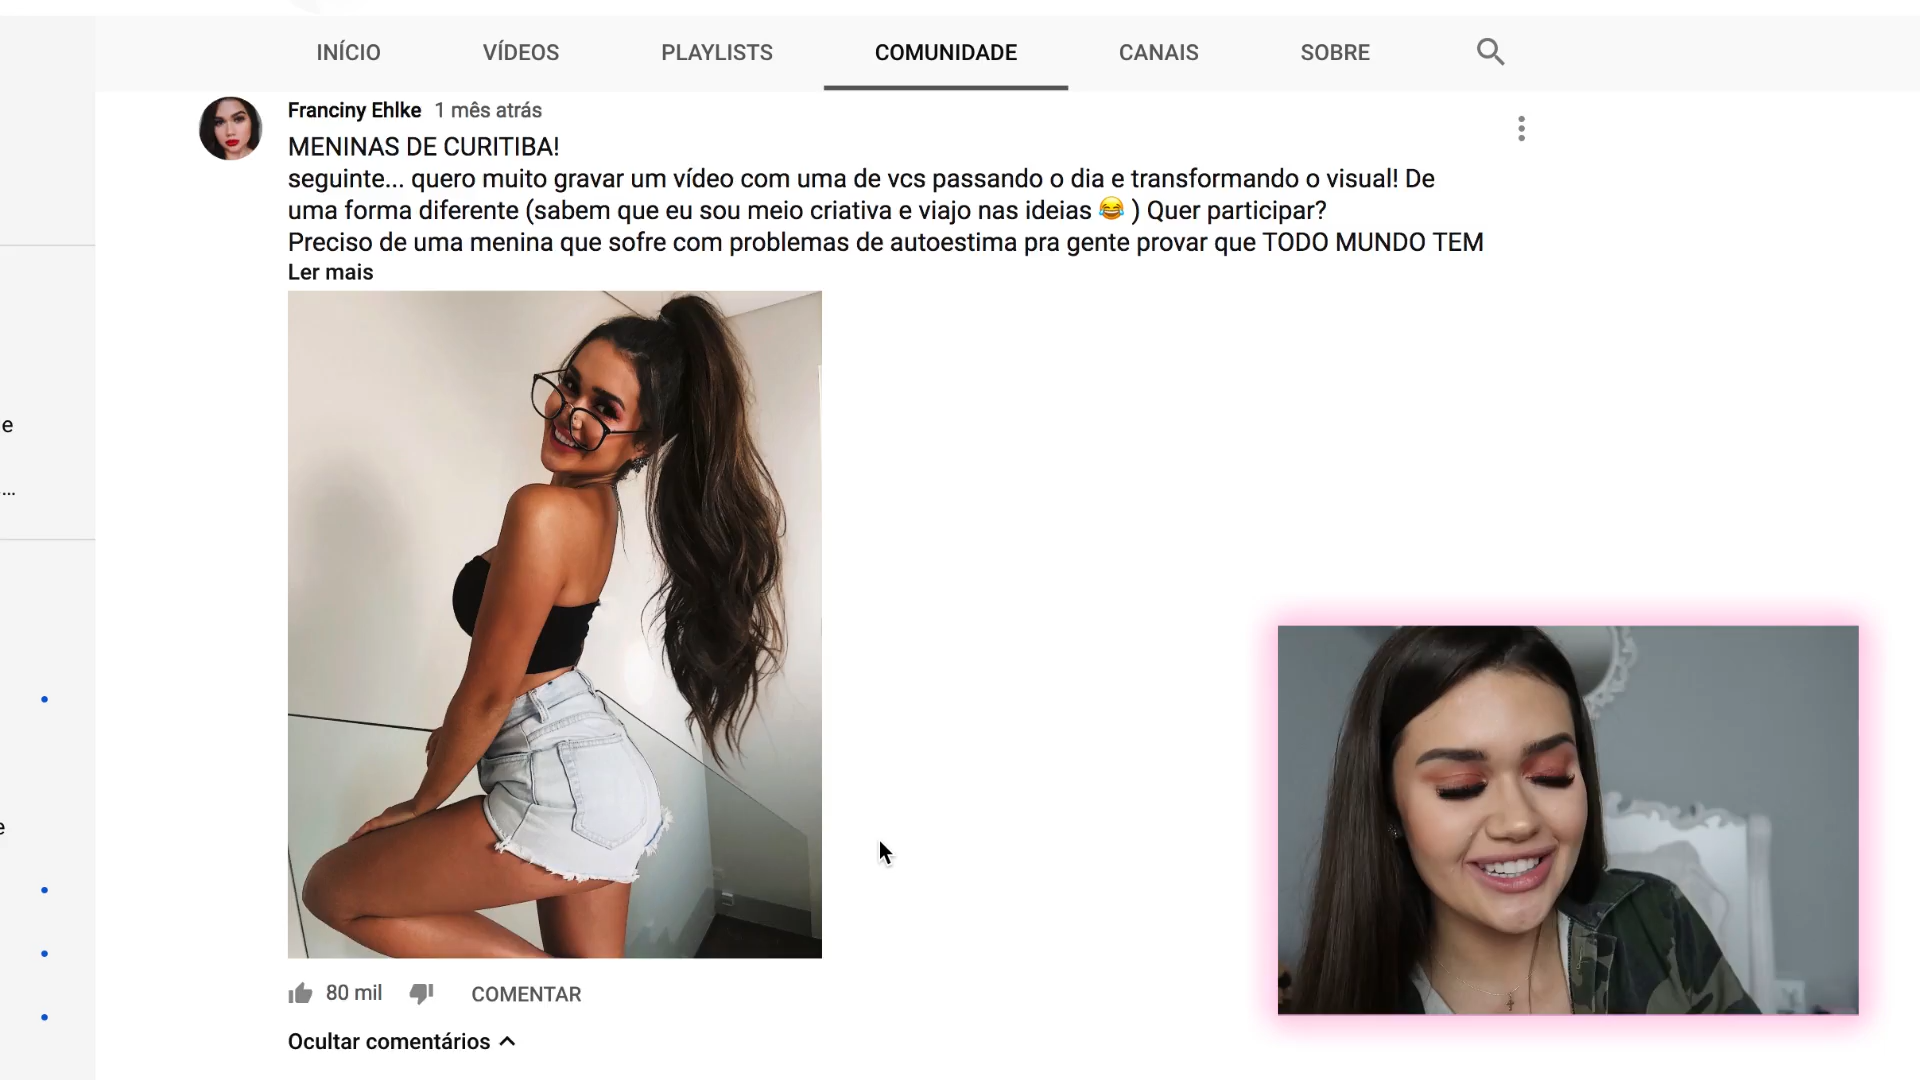 INÍCIO VÍDEOS PLAYLISTS COMUNIDADE CANAIS SOBRE
Franciny Ehlke 1 mês atrás
MENINAS DE CURITIBA!
seguinte... quero muito gravar um vídeo com uma de vcs passando o dia e transformando o visual! De
uma forma diferente (sabem que eu sou meio criativa e viajo nas ideias 😂 ) Quer participar?
Preciso de uma menina que sofre com problemas de autoestima pra gente provar que TODO MUNDO TEM
Ler mais
e
...
e
80 mil COMENTAR
Ocultar comentários